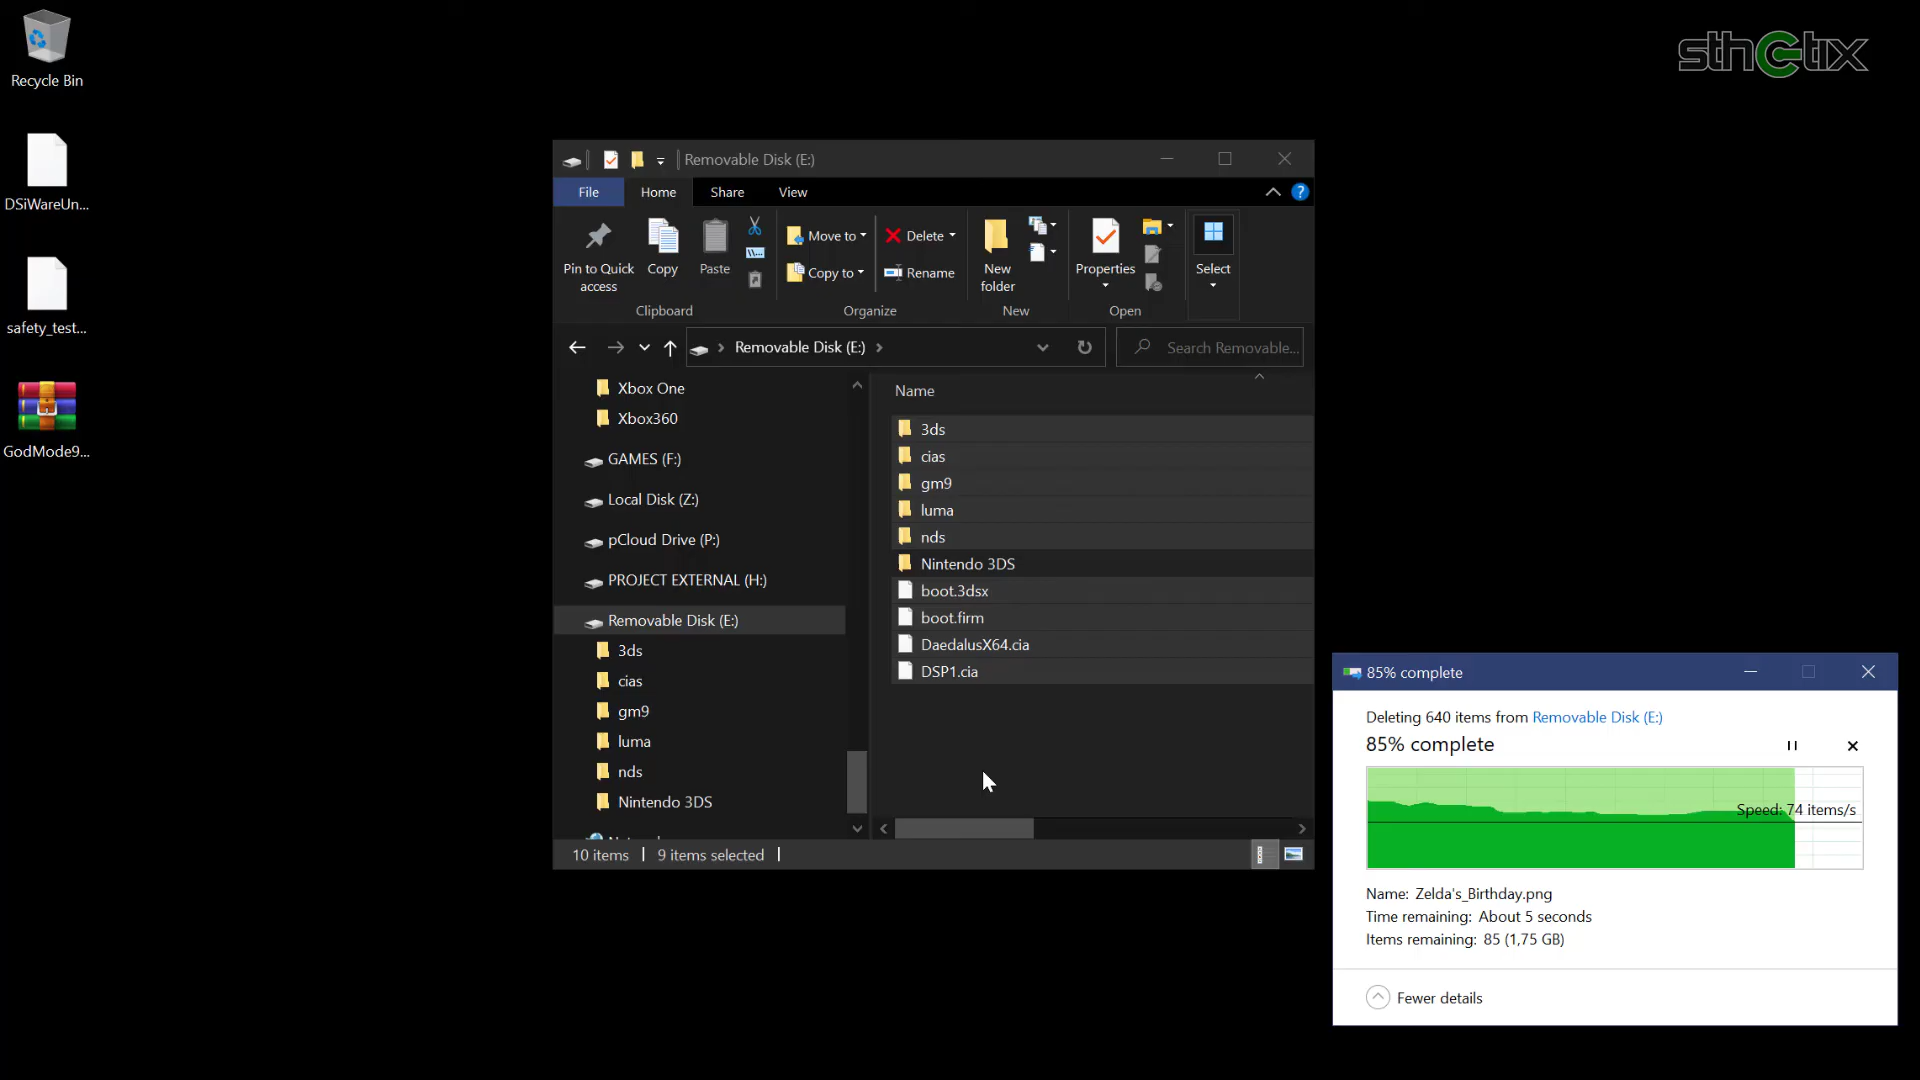 Recycle Bin
DSiWareUn...
safety_test...
GodMode9...
sthetix
Removable Disk (E:)
File
Home
Share
View
Pin to Quick
access
Copy
Paste
Move to
Copy to
Delete
Rename
New
folder
Properties
Select
Clipboard
Organize
New
Open
Removable Disk (E:)
Search Removable...
Xbox One
Xbox360
GAMES (F:)
Local Disk (Z:)
pCloud Drive (P:)
PROJECT EXTERNAL (H:)
Removable Disk (E:)
3ds
cias
gm9
luma
nds
Nintendo 3DS
Name
3ds
cias
gm9
luma
nds
Nintendo 3DS
boot.3dsx
boot.firm
DaedalusX64.cia
DSP1.cia
10 items
9 items selected
85% complete
Deleting 640 items from Removable Disk (E:)
85% complete
Speed: 74 items/s
Name: Zelda's_Birthday.png
Time remaining: About 5 seconds
Items remaining: 85 (1,75 GB)
Fewer details